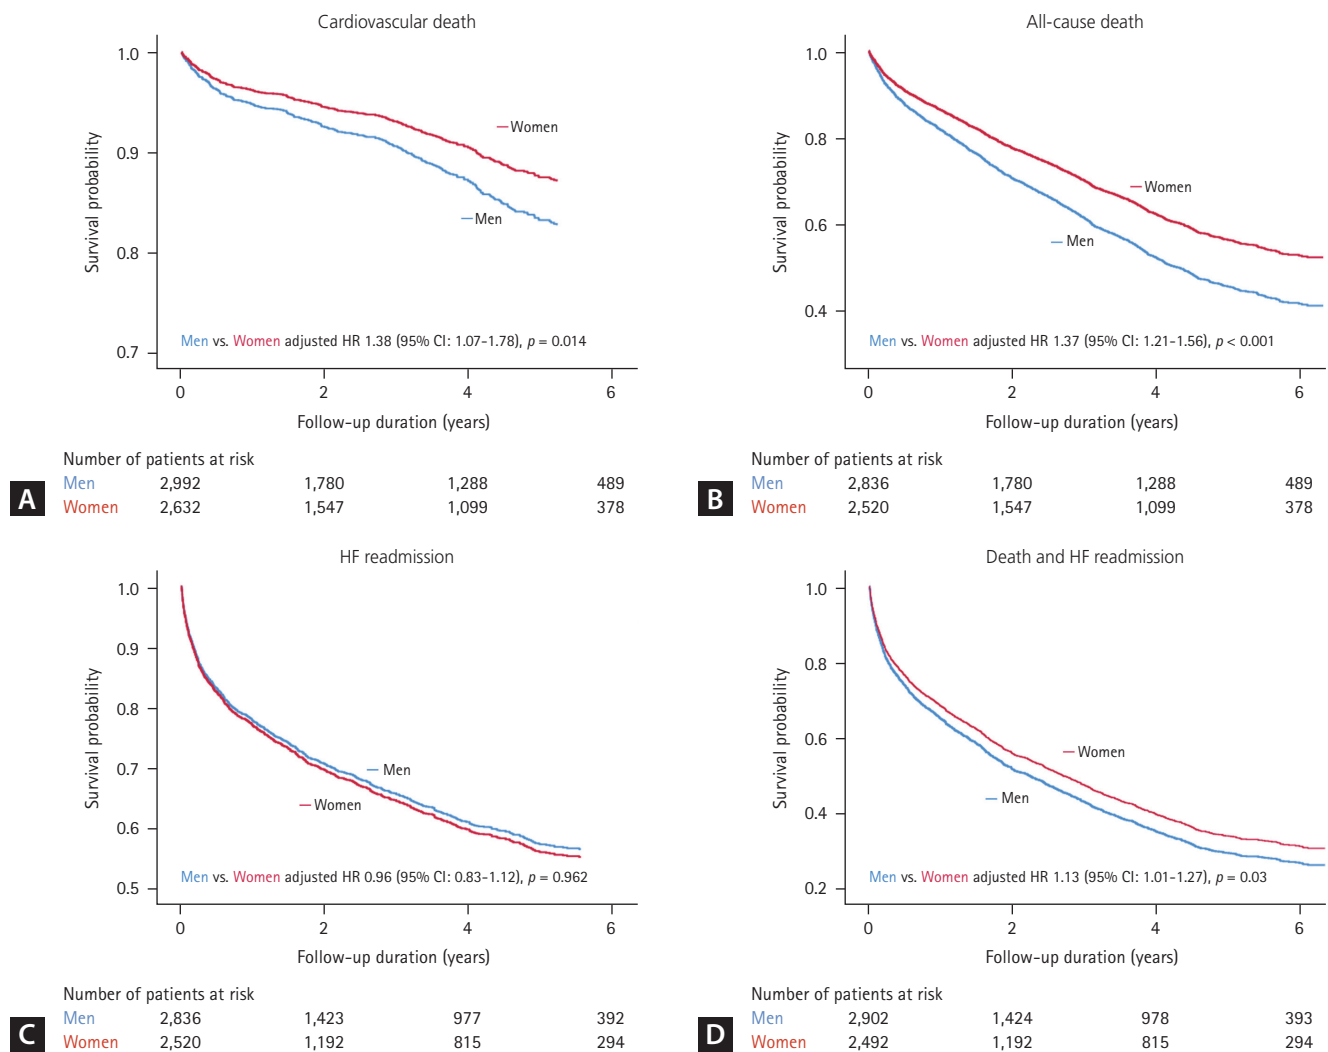 Cardiovascular death
1.0
0.9
0.8
0.7
Survival probability
Women
Men
Men vs. Women adjusted HR 1.38 (95% CI: 1.07-1.78), p = 0.014
0 2 4 6
Follow-up duration (years)
Number of patients at risk
Men 2,992 1,780 1,288 489
Women 2,632 1,547 1,099 378
A
All-cause death
1.0
0.8
0.6
0.4
Survival probability
Women
Men
Men vs. Women adjusted HR 1.37 (95% CI: 1.21-1.56), p < 0.001
0 2 4 6
Follow-up duration (years)
Number of patients at risk
Men 2,836 1,780 1,288 489
Women 2,520 1,547 1,099 378
B
HF readmission
1.0
0.9
0.8
0.7
0.6
0.5
Survival probability
Men
Women
Men vs. Women adjusted HR 0.96 (95% CI: 0.83-1.12), p = 0.962
0 2 4 6
Follow-up duration (years)
Number of patients at risk
Men 2,836 1,423 977 392
Women 2,520 1,192 815 294
C
Death and HF readmission
1.0
0.8
0.6
0.4
0.2
Survival probability
Women
Men
Men vs. Women adjusted HR 1.13 (95% CI: 1.01-1.27), p = 0.03
0 2 4 6
Follow-up duration (years)
Number of patients at risk
Men 2,902 1,424 978 393
Women 2,492 1,192 815 294
D